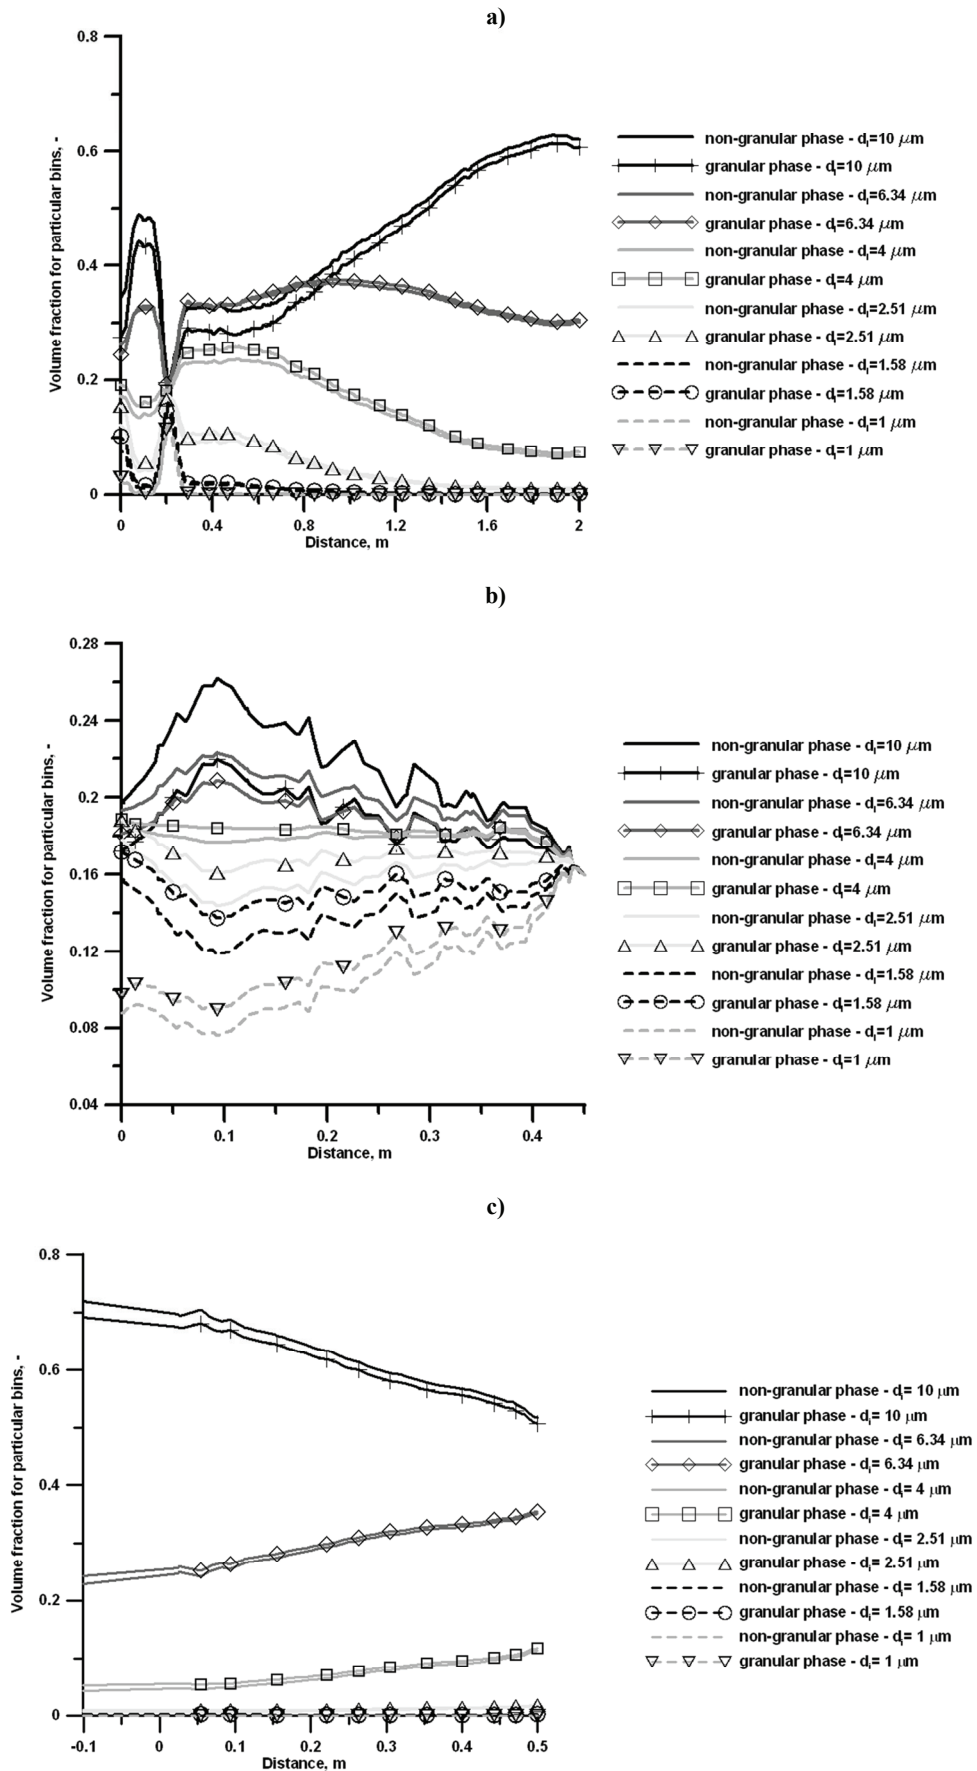 a)
0.8
0.6
0.4
0.2
0
Volume fraction for particular bins, -
0 0.4 0.8 1.2 1.6 2
Distance, m
non-granular phase - dᵢ=10 μm
granular phase - dᵢ=10 μm
non-granular phase - dᵢ=6.34 μm
granular phase - dᵢ=6.34 μm
non-granular phase - dᵢ=4 μm
granular phase - dᵢ=4 μm
non-granular phase - dᵢ=2.51 μm
granular phase - dᵢ=2.51 μm
non-granular phase - dᵢ=1.58 μm
granular phase - dᵢ=1.58 μm
non-granular phase - dᵢ=1 μm
granular phase - dᵢ=1 μm
b)
0.28
0.24
0.2
0.16
0.12
0.08
0.04
Volume fraction for particular bins, -
0 0.1 0.2 0.3 0.4
Distance, m
non-granular phase - dᵢ=10 μm
granular phase - dᵢ=10 μm
non-granular phase - dᵢ=6.34 μm
granular phase - dᵢ=6.34 μm
non-granular phase - dᵢ=4 μm
granular phase - dᵢ=4 μm
non-granular phase - dᵢ=2.51 μm
granular phase - dᵢ=2.51 μm
non-granular phase - dᵢ=1.58 μm
granular phase - dᵢ=1.58 μm
non-granular phase - dᵢ=1 μm
granular phase - dᵢ=1 μm
c)
0.8
0.6
0.4
0.2
0
Volume fraction for particular bins, -
-0.1 0 0.1 0.2 0.3 0.4 0.5
Distance, m
non-granular phase - dᵢ= 10 μm
granular phase - dᵢ= 10 μm
non-granular phase - dᵢ= 6.34 μm
granular phase - dᵢ= 6.34 μm
non-granular phase - dᵢ= 4 μm
granular phase - dᵢ= 4 μm
non-granular phase - dᵢ= 2.51 μm
granular phase - dᵢ= 2.51 μm
non-granular phase - dᵢ= 1.58 μm
granular phase - dᵢ= 1.58 μm
non-granular phase - dᵢ= 1 μm
granular phase - dᵢ= 1 μm